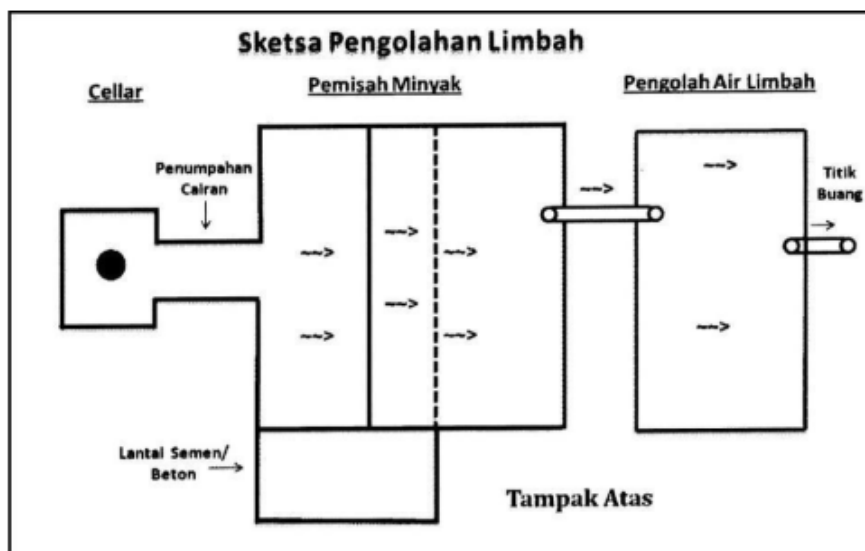 Sketsa Pengolahan Limbah
Cellar
Pemisah Minyak
Pengolah Air Limbah
Penumpahan
Cairan
Titik
Buang
Lantai Semen/
Beton
Tampak Atas